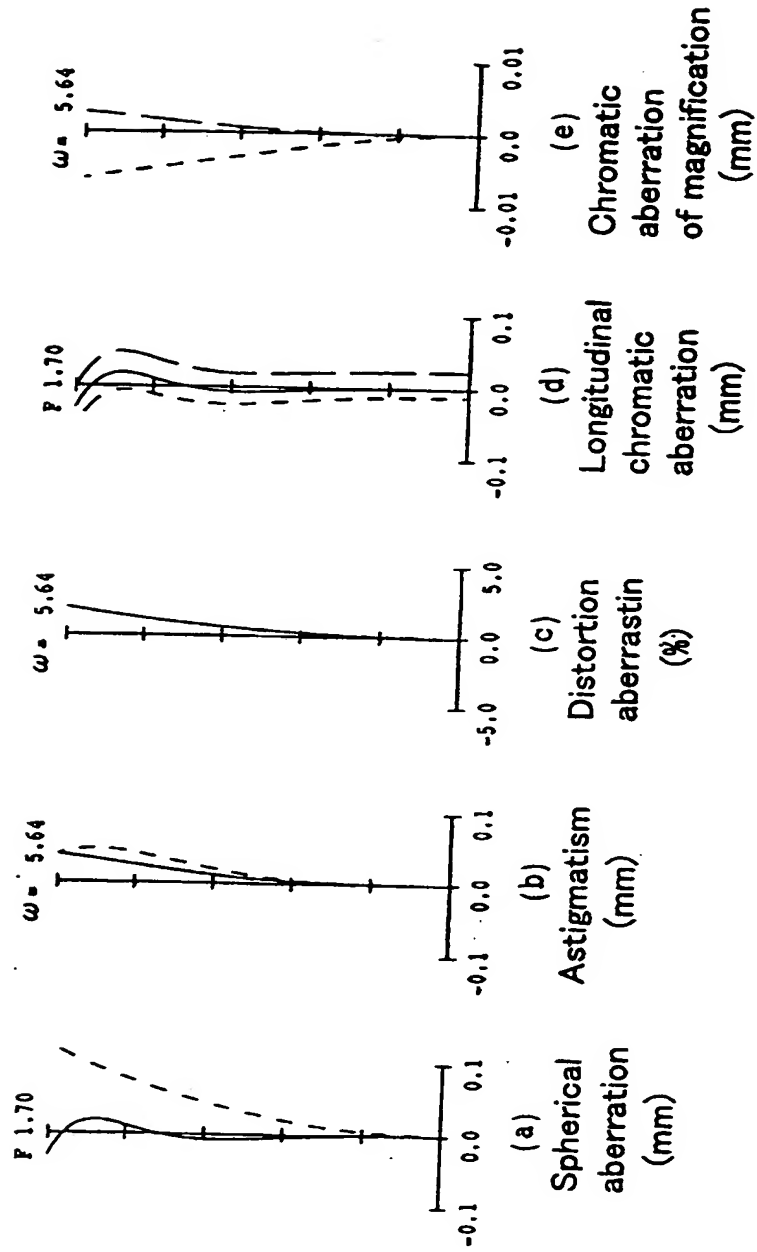 F 1.70
-0.1 0.0 0.1
(a)
Spherical
aberration
(mm)
ω= 5.64
-0.1 0.0 0.1
(b)
Astigmatism
(mm)
ω= 5.64
-5.0 0.0 5.0
(c)
Distortion
aberrastin
(%)
F 1.70
-0.1 0.0 0.1
(d)
Longitudinal
chromatic
aberration
(mm)
ω= 5.64
-0.01 0.0 0.01
(e)
Chromatic
aberration
of magnification
(mm)